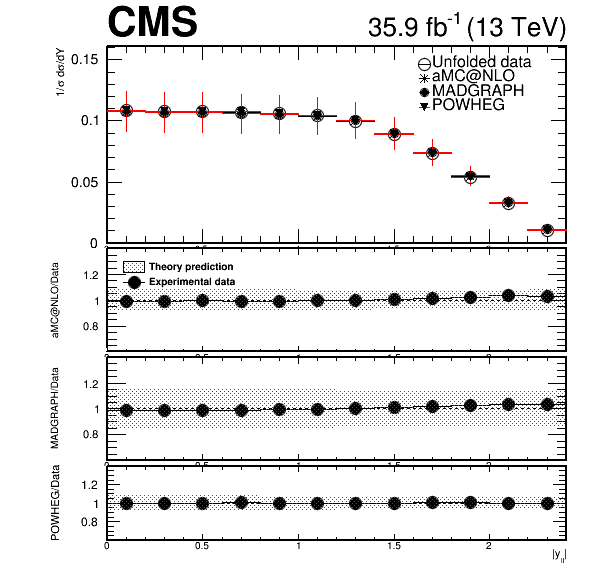 CMS 35.9 fb⁻¹ (13 TeV)
1/σ dσ/dY
0.15
0.1
0.05
0
Unfolded data
aMC@NLO
MADGRAPH
POWHEG
aMC@NLO/Data
1.2
1
0.8
Theory prediction
Experimental data
MADGRAPH/Data
1.2
1
0.8
POWHEG/Data
1.2
1
0.8
0 0.5 1 1.5 2
|y_ll|